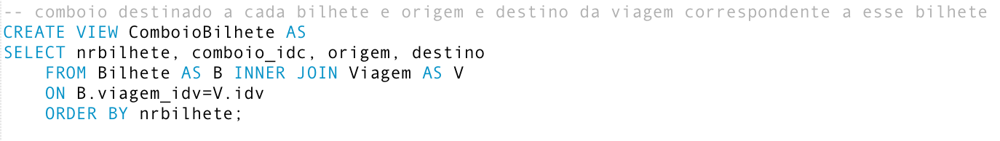 -- comboio destinado a cada bilhete e origem e destino da viagem correspondente a esse bilhete
CREATE VIEW ComboioBilhete AS
SELECT nrbilhete, comboio_idc, origem, destino
    FROM Bilhete AS B INNER JOIN Viagem AS V
    ON B.viagem_idv=V.idv
    ORDER BY nrbilhete;